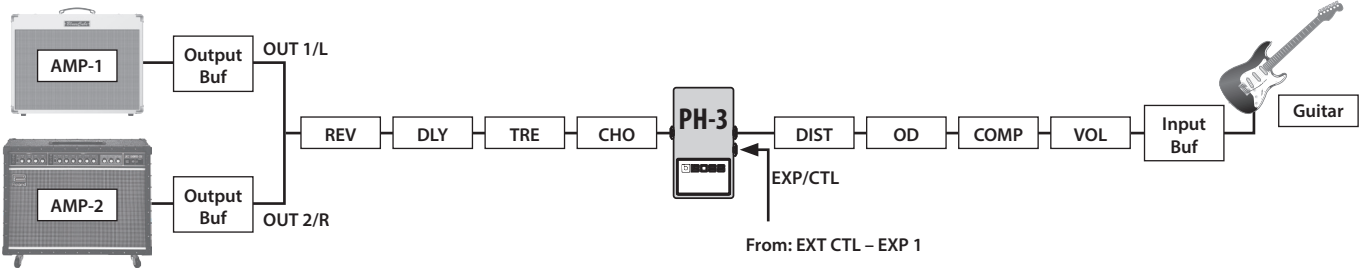 AMP-1
Output
Buf
OUT 1/L
AMP-2
Output
Buf
OUT 2/R
REV
DLY
TRE
CHO
PH-3
BOSS
EXP/CTL
From: EXT CTL – EXP 1
DIST
OD
COMP
VOL
Input
Buf
Guitar